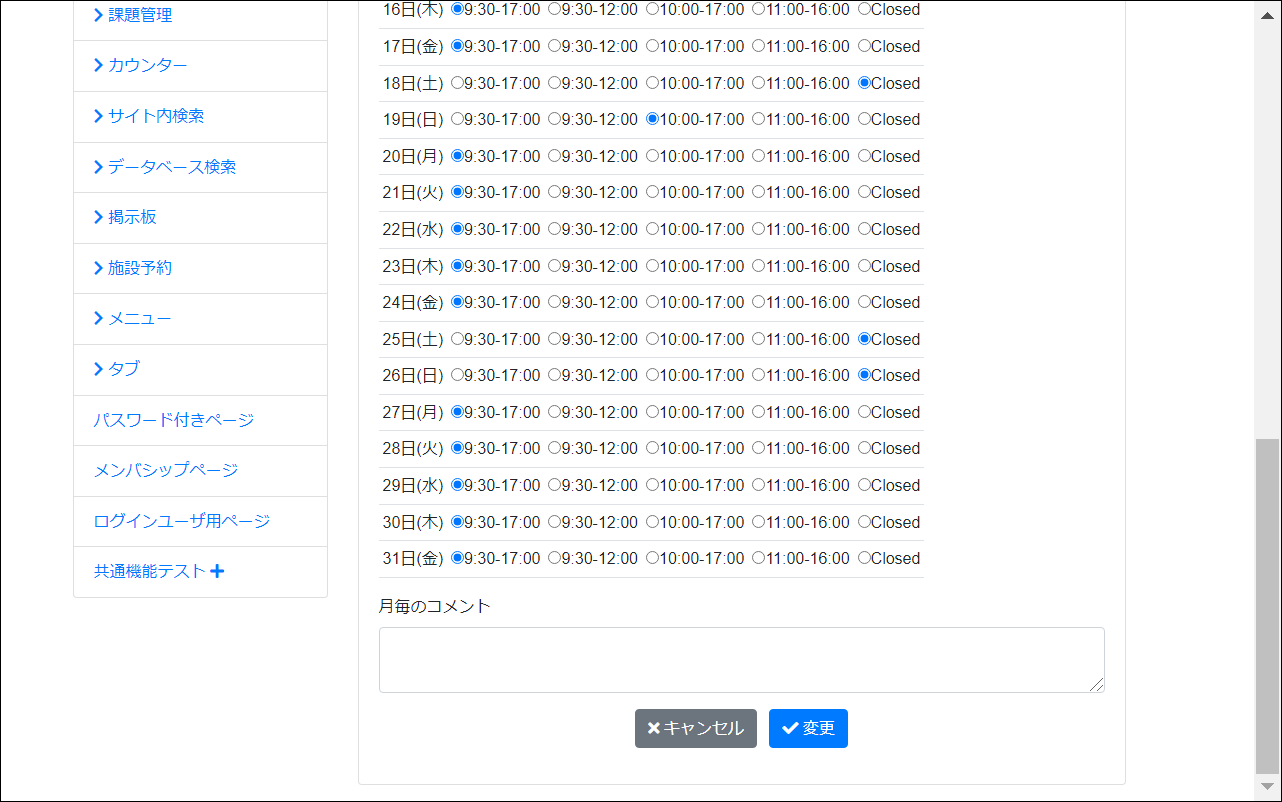 課題管理
カウンター
サイト内検索
データベース検索
掲示板
施設予約
メニュー
タブ
パスワード付きページ
メンバシップページ
ログインユーザ用ページ
共通機能テスト
16日(木) 9:30-17:00 9:30-12:00 10:00-17:00 11:00-16:00 Closed
17日(金) 9:30-17:00 9:30-12:00 10:00-17:00 11:00-16:00 Closed
18日(土) 9:30-17:00 9:30-12:00 10:00-17:00 11:00-16:00 Closed
19日(日) 9:30-17:00 9:30-12:00 10:00-17:00 11:00-16:00 Closed
20日(月) 9:30-17:00 9:30-12:00 10:00-17:00 11:00-16:00 Closed
21日(火) 9:30-17:00 9:30-12:00 10:00-17:00 11:00-16:00 Closed
22日(水) 9:30-17:00 9:30-12:00 10:00-17:00 11:00-16:00 Closed
23日(木) 9:30-17:00 9:30-12:00 10:00-17:00 11:00-16:00 Closed
24日(金) 9:30-17:00 9:30-12:00 10:00-17:00 11:00-16:00 Closed
25日(土) 9:30-17:00 9:30-12:00 10:00-17:00 11:00-16:00 Closed
26日(日) 9:30-17:00 9:30-12:00 10:00-17:00 11:00-16:00 Closed
27日(月) 9:30-17:00 9:30-12:00 10:00-17:00 11:00-16:00 Closed
28日(火) 9:30-17:00 9:30-12:00 10:00-17:00 11:00-16:00 Closed
29日(水) 9:30-17:00 9:30-12:00 10:00-17:00 11:00-16:00 Closed
30日(木) 9:30-17:00 9:30-12:00 10:00-17:00 11:00-16:00 Closed
31日(金) 9:30-17:00 9:30-12:00 10:00-17:00 11:00-16:00 Closed
月毎のコメント
キャンセル 変更